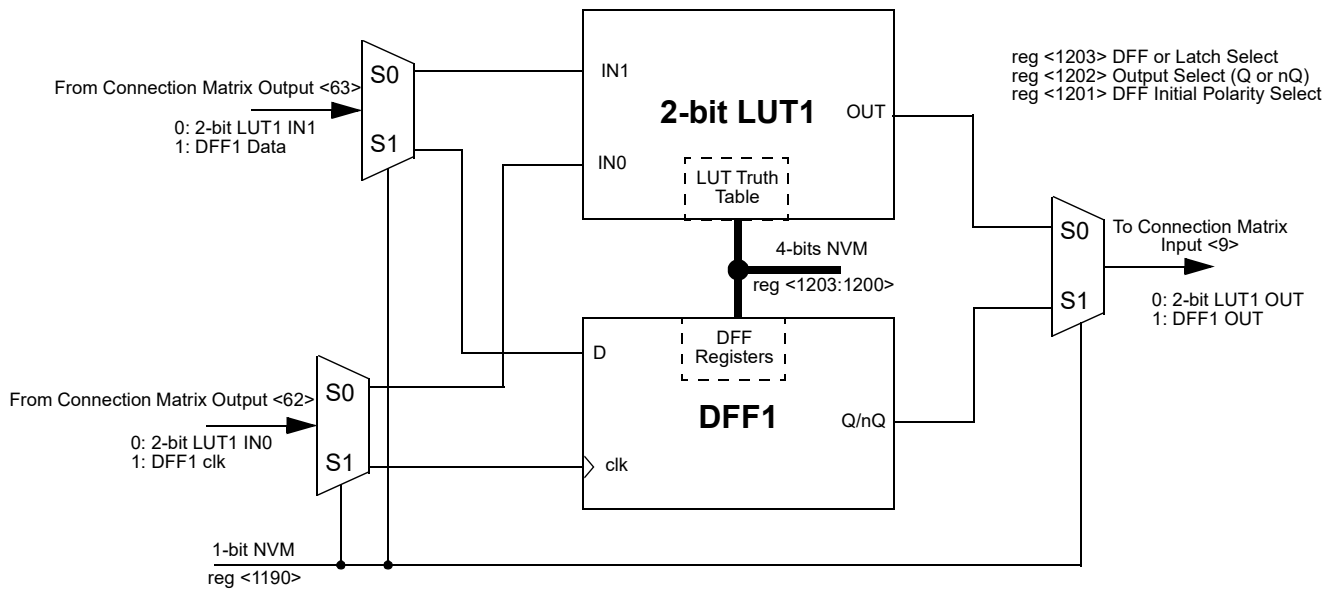 From Connection Matrix Output <63>
0: 2-bit LUT1 IN1
1: DFF1 Data
S0
S1
IN1
IN0
2-bit LUT1
OUT
LUT Truth
Table
reg <1203> DFF or Latch Select
reg <1202> Output Select (Q or nQ)
reg <1201> DFF Initial Polarity Select
4-bits NVM
reg <1203:1200>
S0
S1
To Connection Matrix
Input <9>
0: 2-bit LUT1 OUT
1: DFF1 OUT
From Connection Matrix Output <62>
0: 2-bit LUT1 IN0
1: DFF1 clk
S0
S1
D
clk
DFF
Registers
DFF1
Q/nQ
1-bit NVM
reg <1190>